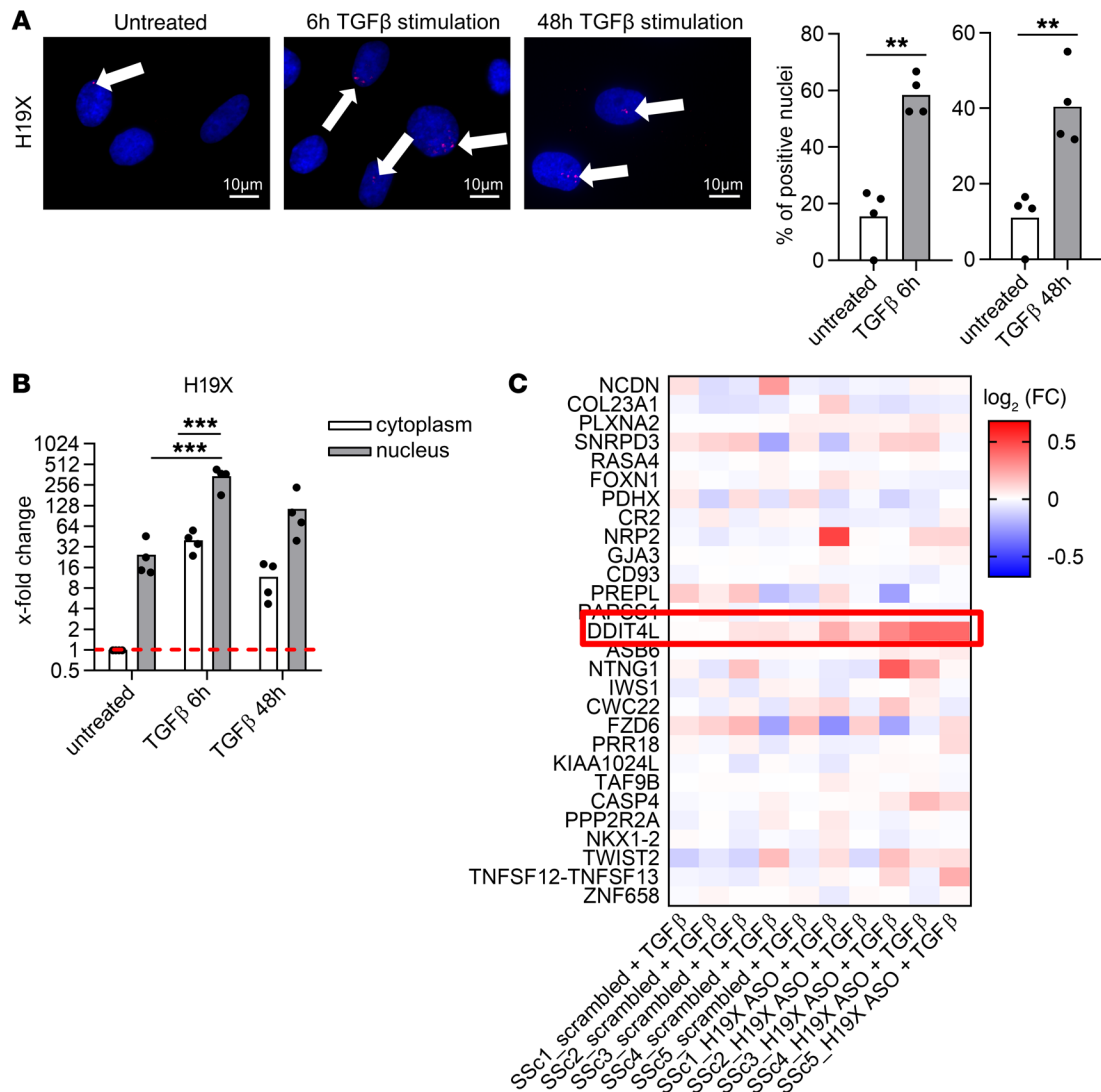 A
Untreated
6h TGFβ stimulation
48h TGFβ stimulation
H19X
10μm
10μm
10μm
% of positive nuclei
80
60
40
20
0
**
untreated
TGFβ 6h
60
40
20
0
**
untreated
TGFβ 48h
B
H19X
x-fold change
1024
512
256
128
64
32
16
8
4
2
1
0.5
***
***
cytoplasm
nucleus
untreated
TGFβ 6h
TGFβ 48h
C
NCDN
COL23A1
PLXNA2
SNRPD3
RASA4
FOXN1
PDHX
CR2
NRP2
GJA3
CD93
PREPL
PAPSS1
DDIT4L
ASB6
NTNG1
IWS1
CWC22
FZD6
PRR18
KIAA1024L
TAF9B
CASP4
PPP2R2A
NKX1-2
TWIST2
TNFSF12-TNFSF13
ZNF658
log2 (FC)
0.5
0
-0.5
SSc1_scrambled + TGFβ
SSc2_scrambled + TGFβ
SSc3_scrambled + TGFβ
SSc4_scrambled + TGFβ
SSc5_scrambled + TGFβ
SSc1_H19X ASO + TGFβ
SSc2_H19X ASO + TGFβ
SSc3_H19X ASO + TGFβ
SSc4_H19X ASO + TGFβ
SSc5_H19X ASO + TGFβ